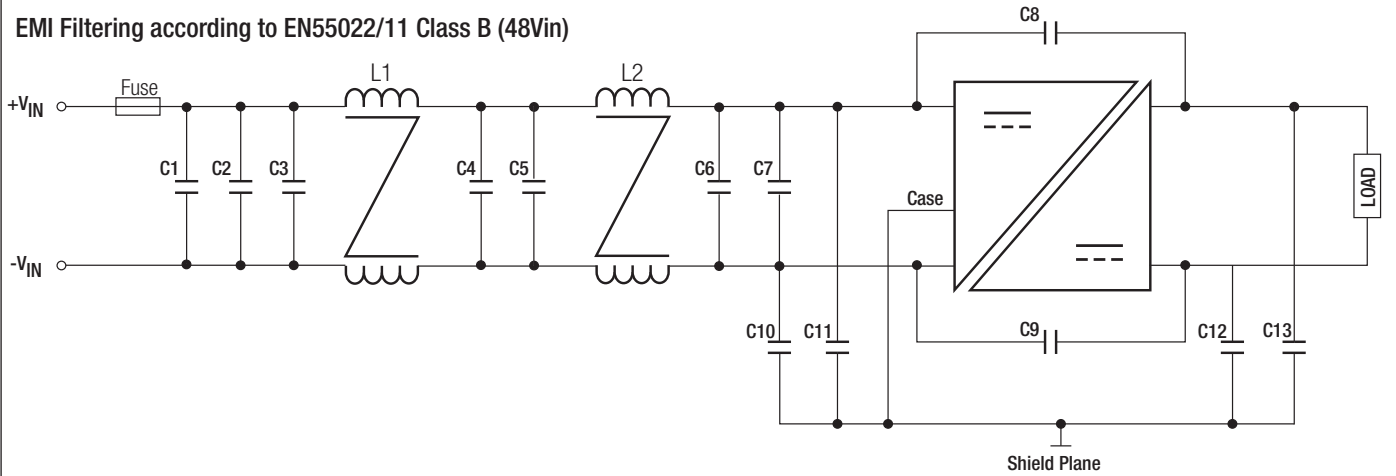 EMI Filtering according to EN55022/11 Class B (48Vin)
C8
+VIN
Fuse
L1
L2
C1
C2
C3
C4
C5
C6
C7
Case
LOAD
-VIN
C10
C11
C9
C12
C13
Shield Plane